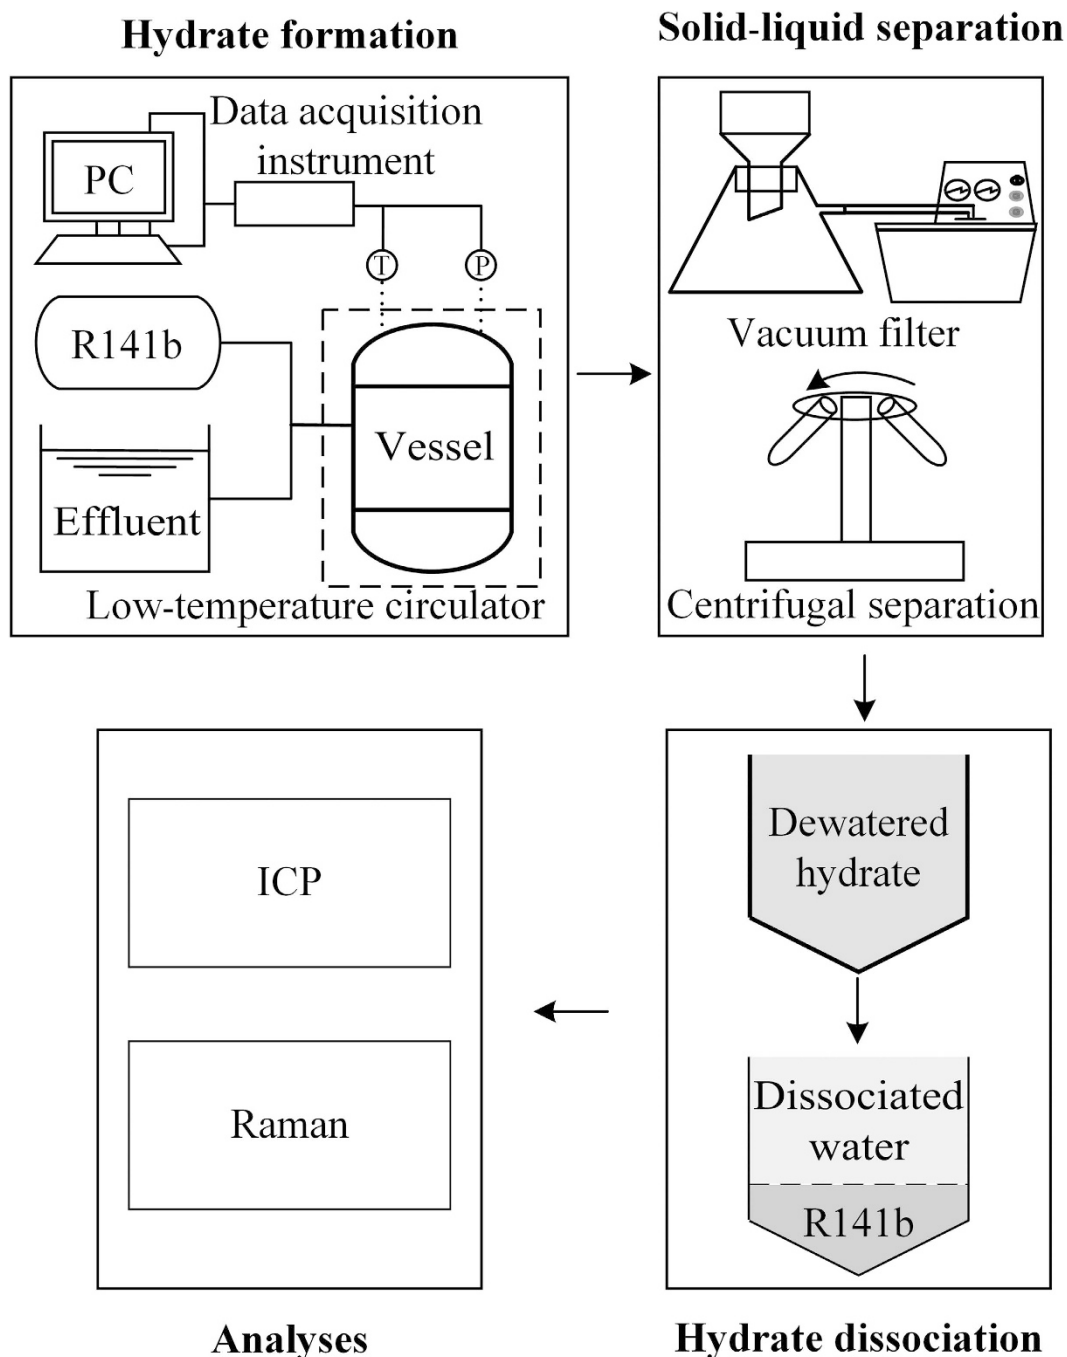 Hydrate formation
Data acquisition
instrument
PC
T
P
R141b
Vessel
Effluent
Low-temperature circulator
Solid-liquid separation
Vacuum filter
Centrifugal separation
Dewatered
hydrate
Dissociated
water
R141b
Hydrate dissociation
ICP
Raman
Analyses